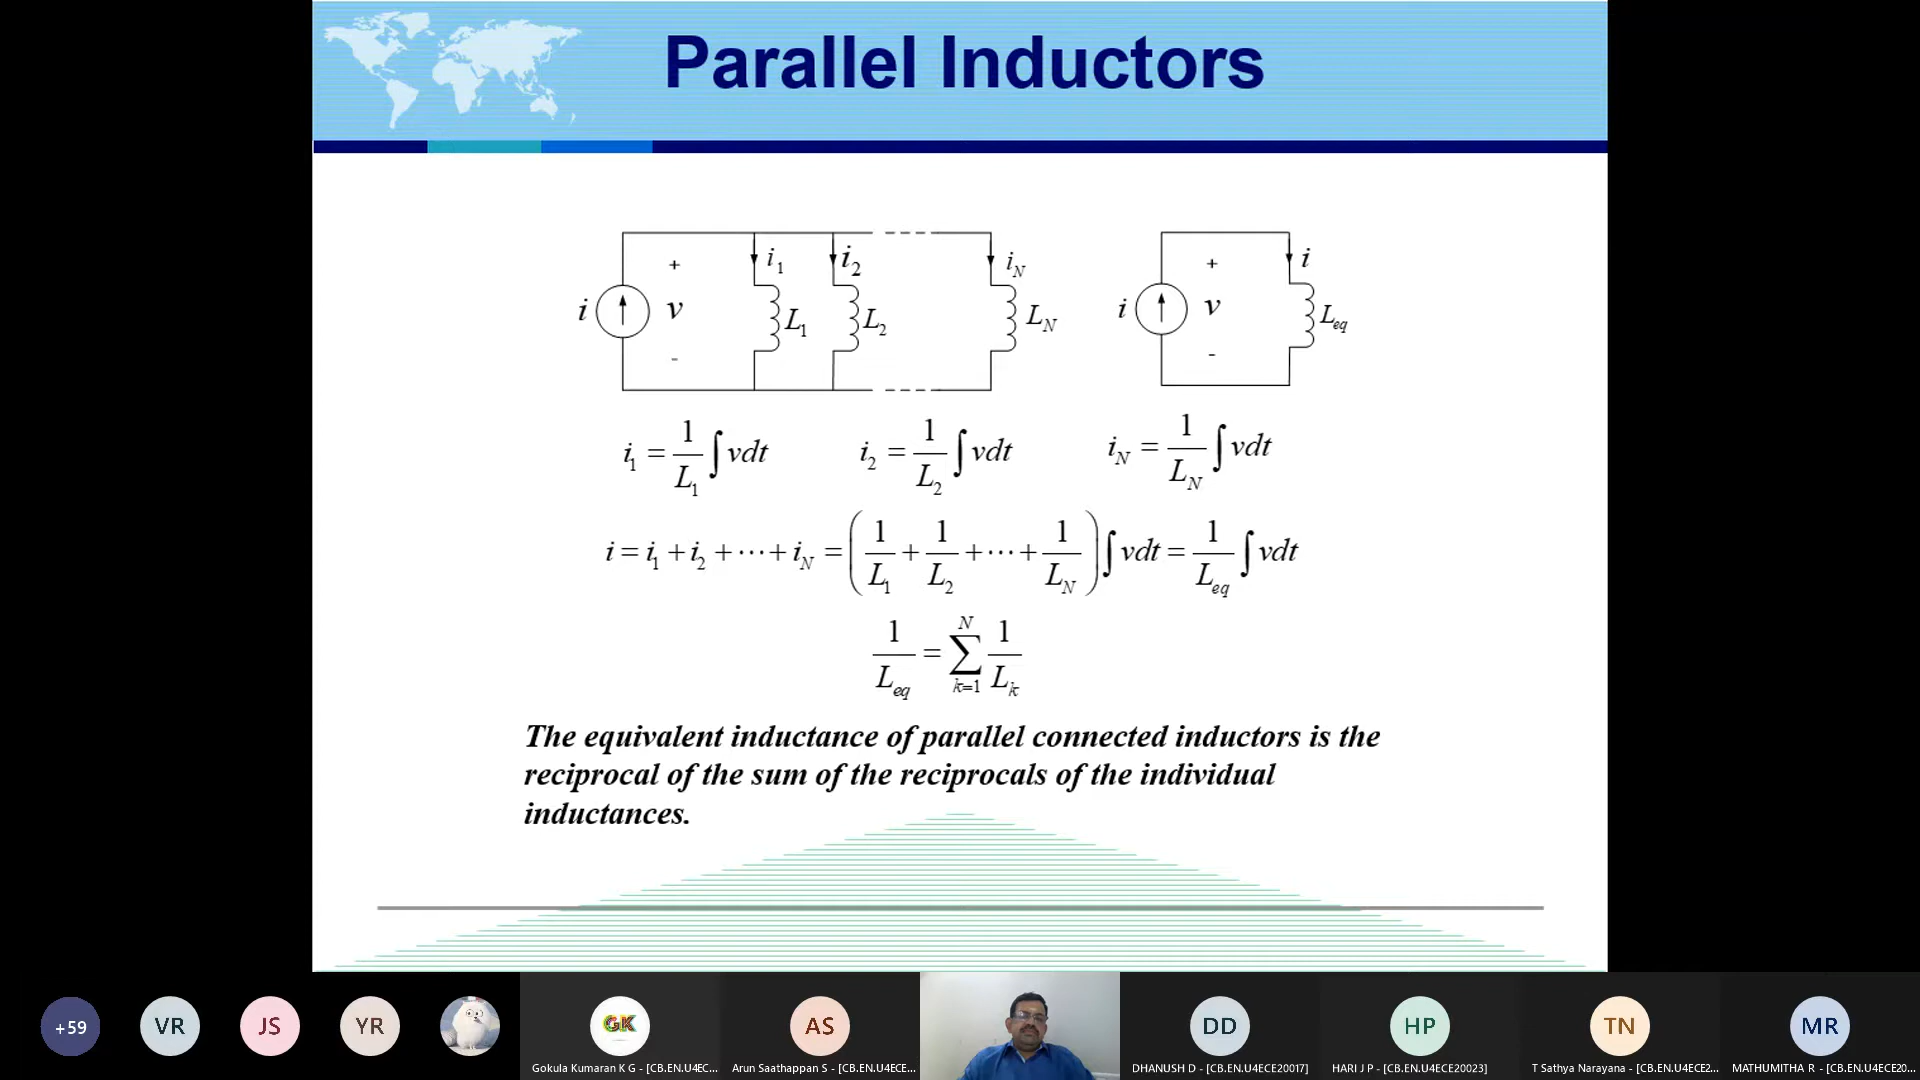 Parallel Inductors
i + v - i₁ L₁ i₂ L₂ i_N L_N
i + v - i L_eq
i₁ = 1/L₁ ∫ vdt i₂ = 1/L₂ ∫ vdt i_N = 1/L_N ∫ vdt
i = i₁ + i₂ + ⋯ + i_N = (1/L₁ + 1/L₂ + ⋯ + 1/L_N) ∫ vdt = 1/L_eq ∫ vdt
1/L_eq = ∑_{k=1}^{N} 1/L_k
The equivalent inductance of parallel connected inductors is the
reciprocal of the sum of the reciprocals of the individual
inductances.
+59 VR JS YR GK AS DD HP TN MR
Gokula Kumaran K G - [CB.EN.U4EC... Arun Saathappan S - [CB.EN.U4ECE... DHANUSH D - [CB.EN.U4ECE20017] HARI J P - [CB.EN.U4ECE20023] T Sathya Narayana - [CB.EN.U4ECE2... MATHUMITHA R - [CB.EN.U4ECE20...